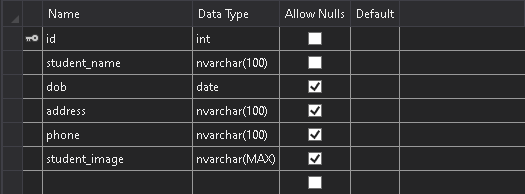 Name Data Type Allow Nulls Default
id int
student_name nvarchar(100)
dob date
address nvarchar(100)
phone nvarchar(100)
student_image nvarchar(MAX)